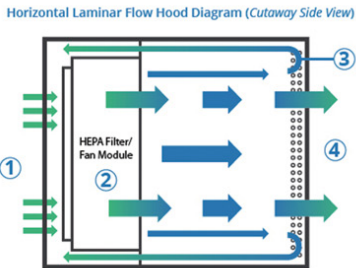 Horizontal Laminar Flow Hood Diagram (Cutaway Side View)
3
HEPA Filter/
Fan Module
1
2
4